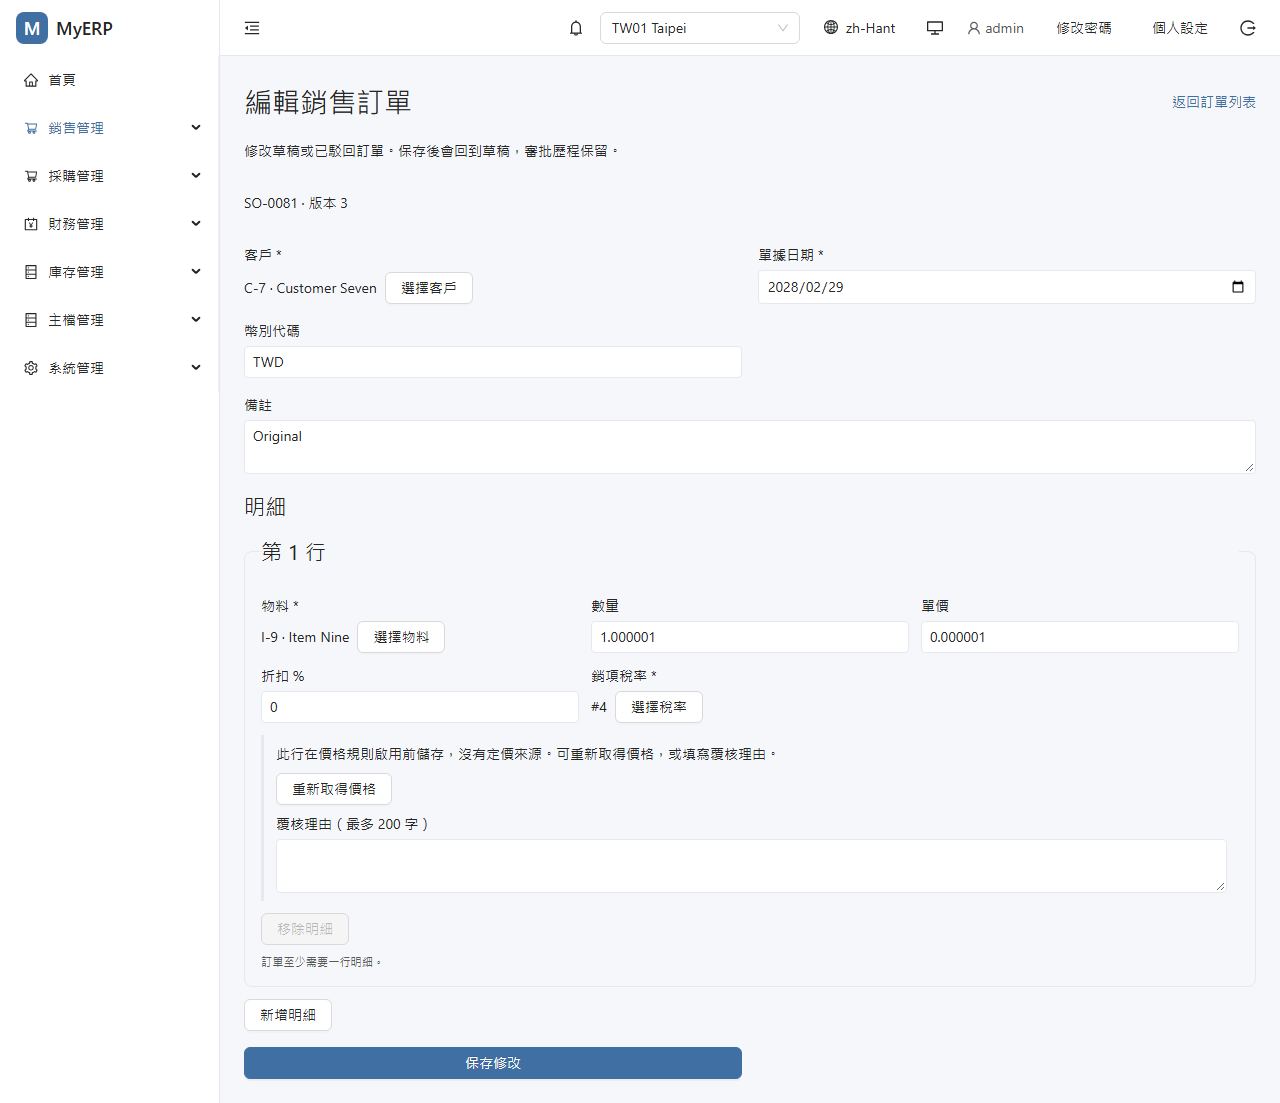 M MyERP
TW01 Taipei
zh-Hant
admin
修改密碼
個人設定
首頁
銷售管理
採購管理
財務管理
庫存管理
主檔管理
系統管理
編輯銷售訂單
返回訂單列表
修改草稿或已駁回訂單。保存後會回到草稿，審批歷程保留。
SO-0081 · 版本 3
客戶 *
C-7 · Customer Seven
選擇客戶
單據日期 *
2028/02/29
幣別代碼
TWD
備註
Original
明細
第 1 行
物料 *
I-9 · Item Nine
選擇物料
數量
1.000001
單價
0.000001
折扣 %
0
銷項稅率 *
#4
選擇稅率
此行在價格規則啟用前儲存，沒有定價來源。可重新取得價格，或填寫覆核理由。
重新取得價格
覆核理由（最多 200 字）
移除明細
訂單至少需要一行明細。
新增明細
保存修改